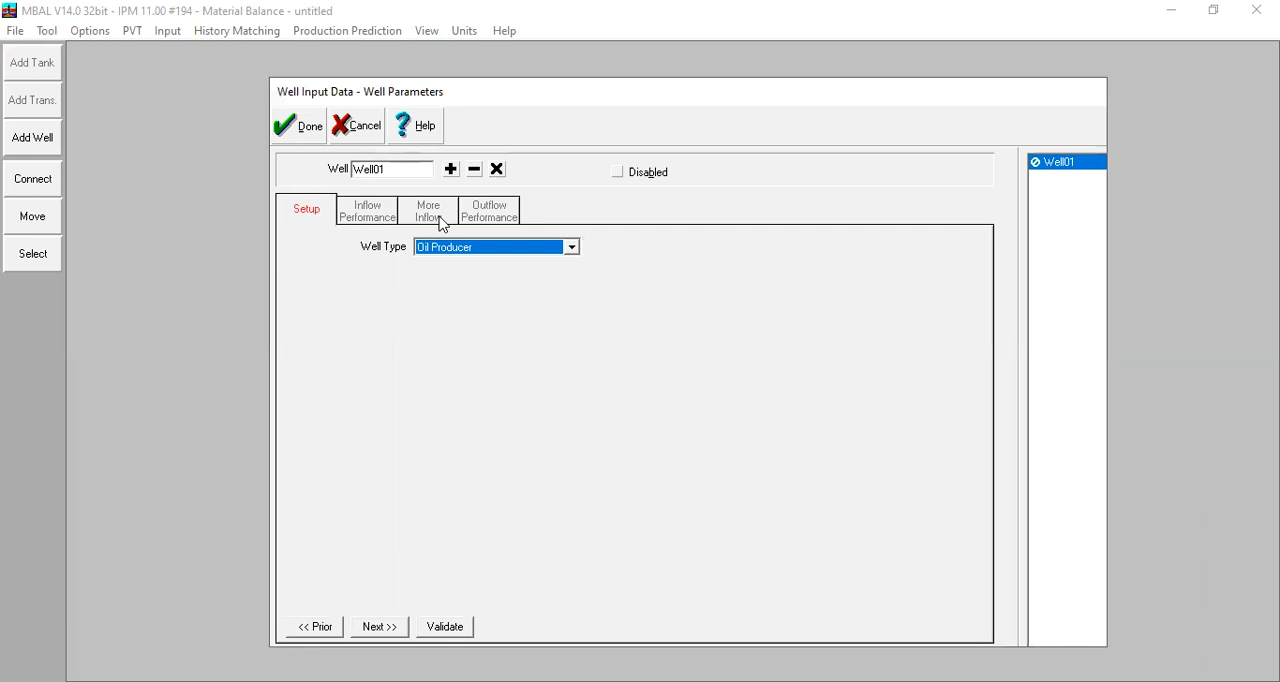 MBAL V14.0 32bit - IPM 11.00 #194 - Material Balance - untitled
File Tool Options PVT Input History Matching Production Prediction View Units Help
Add Tank
Add Trans.
Add Well
Connect
Move
Select
Well Input Data - Well Parameters
Done Cancel Help
Well Well01
Disabled
Well01
Setup
Inflow
Performance
More
Inflow
Outflow
Performance
Well Type Oil Producer
<< Prior Next >> Validate